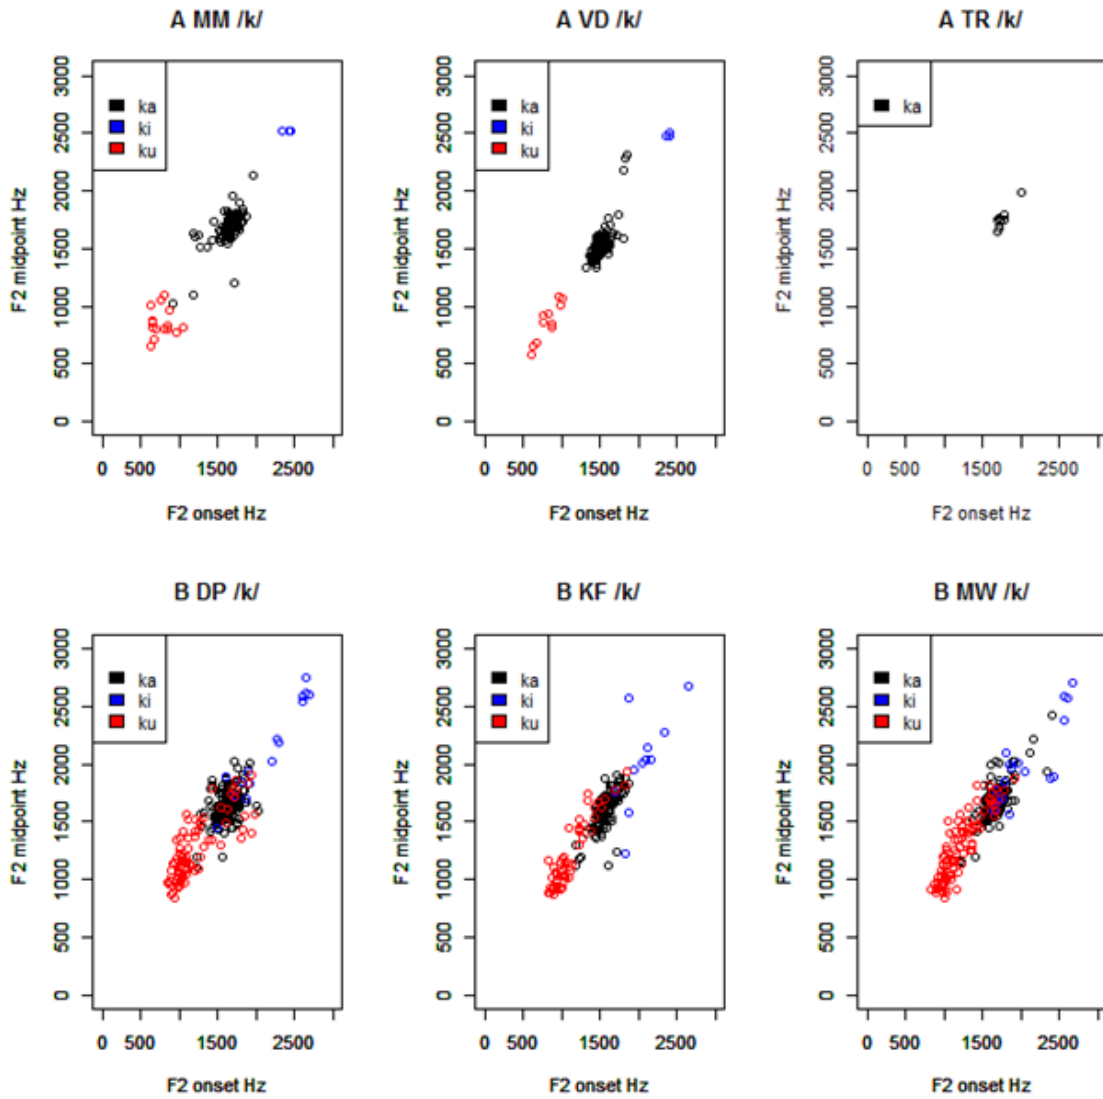 A MM /k/
F2 midpoint Hz
0 500 1000 1500 2000 2500 3000
ka
ki
ku
0 500 1500 2500
F2 onset Hz
A VD /k/
F2 midpoint Hz
0 500 1000 1500 2000 2500 3000
ka
ki
ku
0 500 1500 2500
F2 onset Hz
A TR /k/
F2 midpoint Hz
0 500 1000 1500 2000 2500 3000
ka
0 500 1500 2500
F2 onset Hz
B DP /k/
F2 midpoint Hz
0 500 1000 1500 2000 2500 3000
ka
ki
ku
0 500 1500 2500
F2 onset Hz
B KF /k/
F2 midpoint Hz
0 500 1000 1500 2000 2500 3000
ka
ki
ku
0 500 1500 2500
F2 onset Hz
B MW /k/
F2 midpoint Hz
0 500 1000 1500 2000 2500 3000
ka
ki
ku
0 500 1500 2500
F2 onset Hz